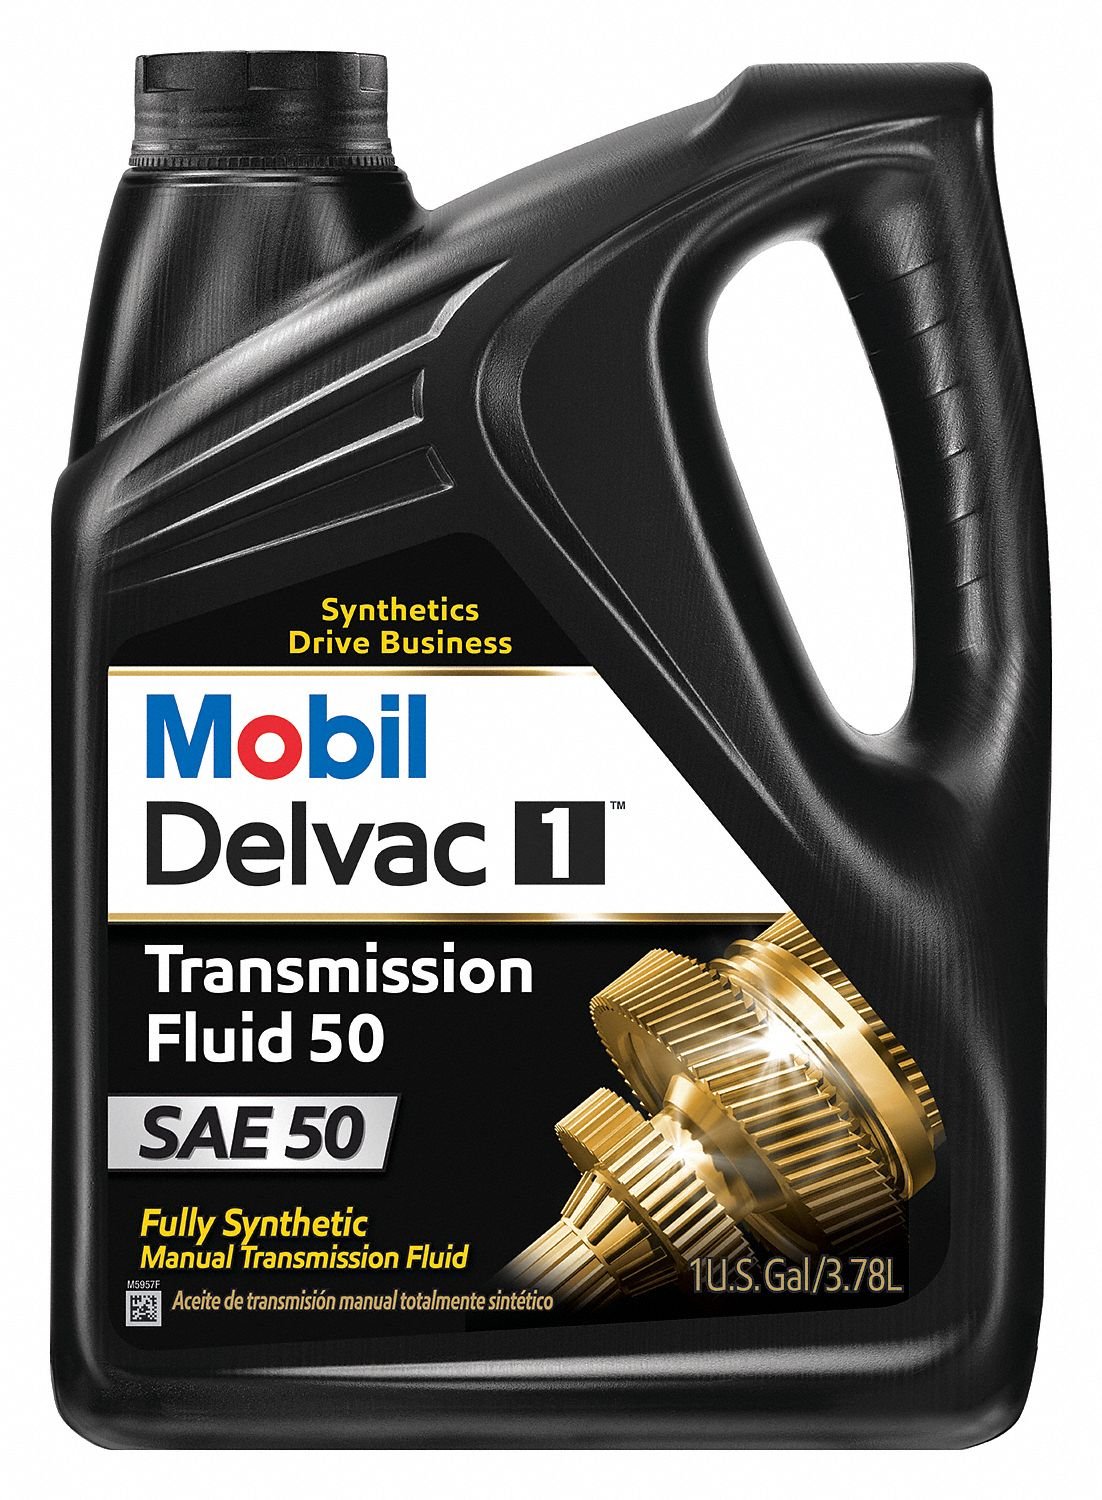 Synthetics
Drive Business
Mobil
Delvac 1™
Transmission
Fluid 50
SAE 50
Fully Synthetic
Manual Transmission Fluid
M5957F
Aceite de transmisión manual totalmente sintético
1 U.S. Gal/3.78L